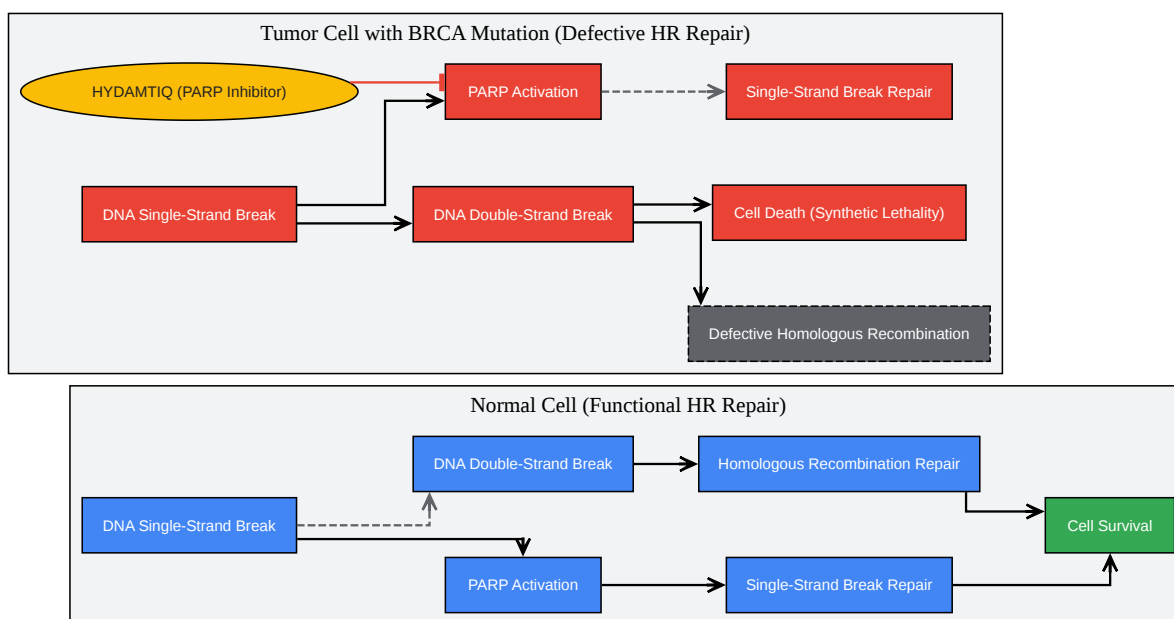 Tumor Cell with BRCA Mutation (Defective HR Repair)
HYDAMTIQ (PARP Inhibitor)
PARP Activation
Single-Strand Break Repair
DNA Single-Strand Break
DNA Double-Strand Break
Cell Death (Synthetic Lethality)
Defective Homologous Recombination
Normal Cell (Functional HR Repair)
DNA Double-Strand Break
Homologous Recombination Repair
DNA Single-Strand Break
Cell Survival
PARP Activation
Single-Strand Break Repair